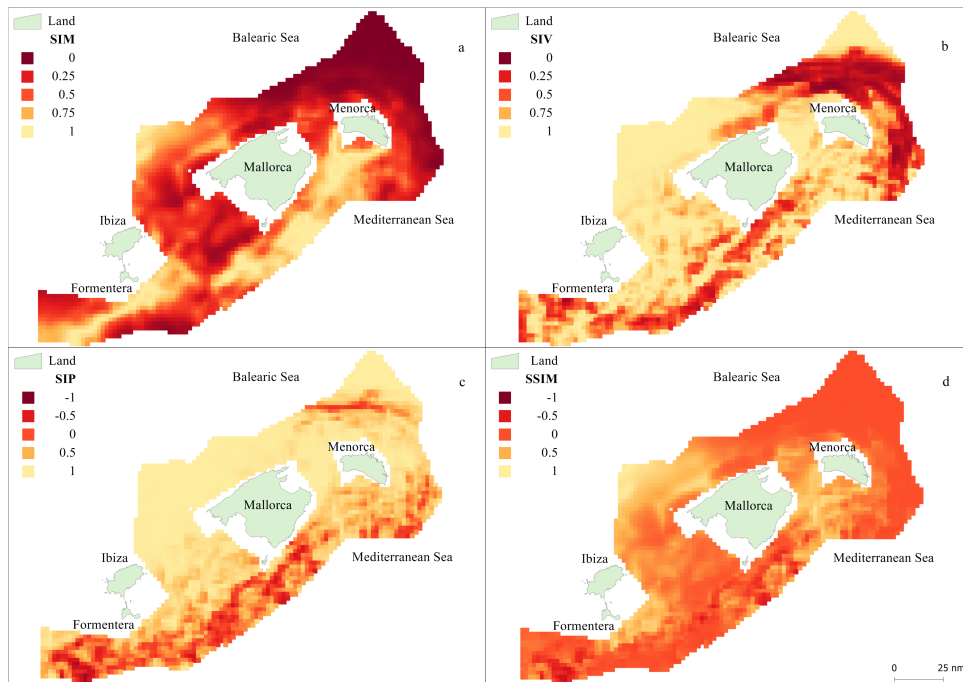 Land
SIM
0
0.25
0.5
0.75
1
Balearic Sea
a
Menorca
Mallorca
Ibiza
Mediterranean Sea
Formentera
Land
SIV
0
0.25
0.5
0.75
1
Balearic Sea
b
Menorca
Mallorca
Ibiza
Mediterranean Sea
Formentera
Land
SIP
-1
-0.5
0
0.5
1
Balearic Sea
c
Menorca
Mallorca
Mediterranean Sea
Ibiza
Formentera
Land
SSIM
-1
-0.5
0
0.5
1
Balearic Sea
d
Menorca
Mallorca
Mediterranean Sea
Ibiza
Formentera
0 25 nm